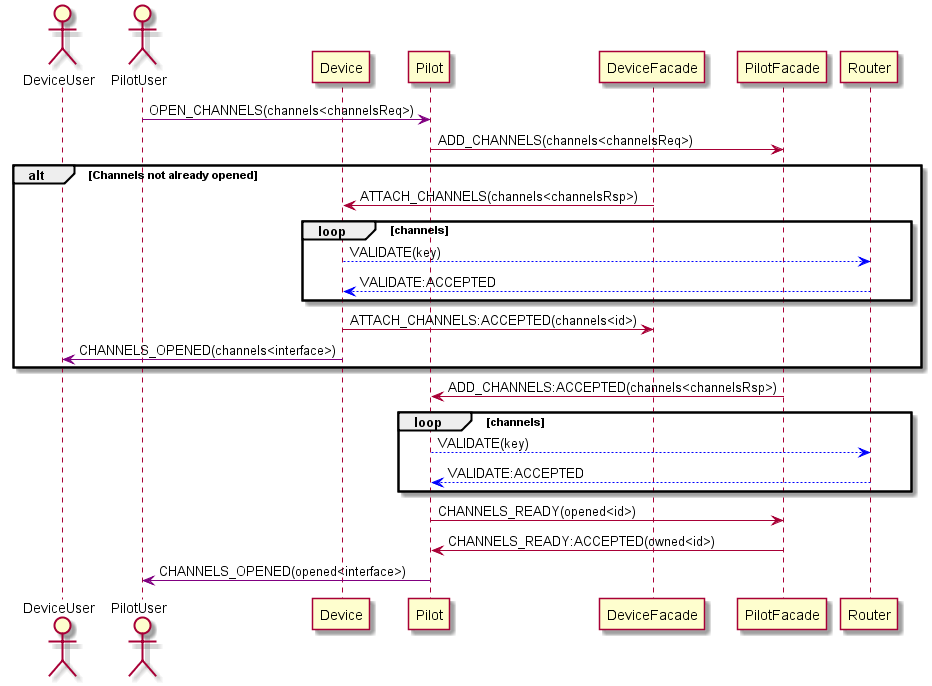 DeviceUser
PilotUser
Device
Pilot
DeviceFacade
PilotFacade
Router
OPEN_CHANNELS(channels<channelsReq>)
ADD_CHANNELS(channels<channelsReq>)
alt
[Channels not already opened]
ATTACH_CHANNELS(channels<channelsRsp>)
loop
[channels]
VALIDATE(key)
VALIDATE:ACCEPTED
ATTACH_CHANNELS:ACCEPTED(channels<id>)
CHANNELS_OPENED(channels<interface>)
ADD_CHANNELS:ACCEPTED(channels<channelsRsp>)
loop
[channels]
VALIDATE(key)
VALIDATE:ACCEPTED
CHANNELS_READY(opened<id>)
CHANNELS_READY:ACCEPTED(owned<id>)
CHANNELS_OPENED(opened<interface>)
DeviceUser
PilotUser
Device
Pilot
DeviceFacade
PilotFacade
Router